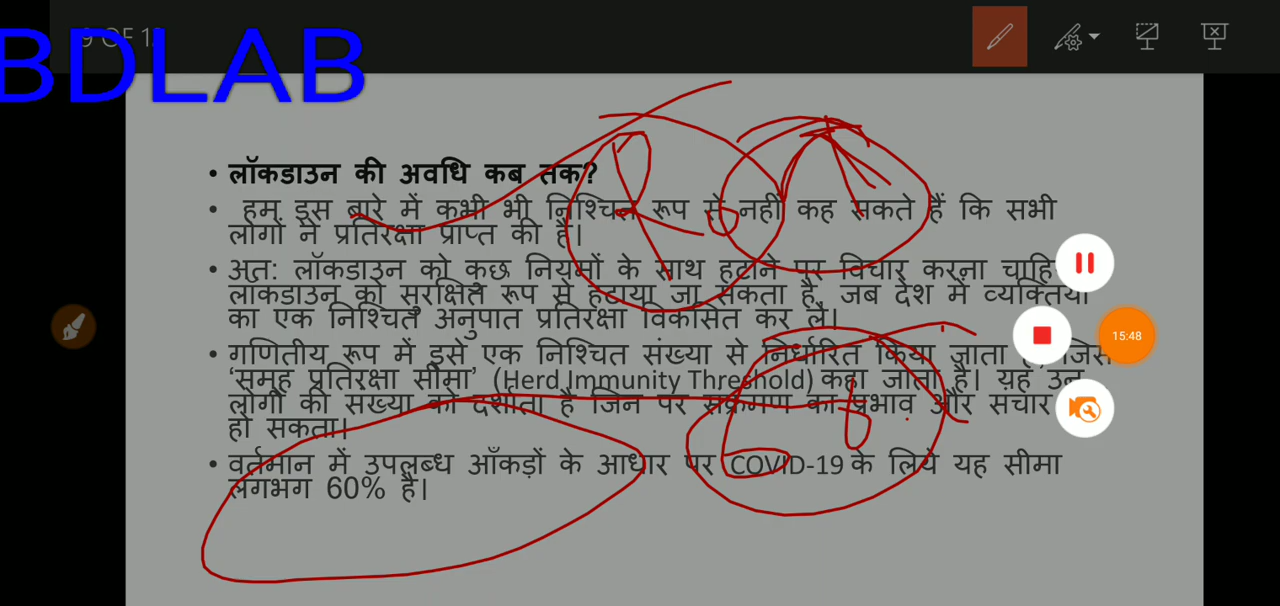 9 OF 1
BDLAB
• लॉकडाउन की अवधि कब तक?
• हम इस बारे में कभी भी निश्चित रूप से नहीं कह सकते हैं कि सभी
लोगों ने प्रतिरक्षा प्राप्त की है।
• अत: लॉकडाउन को कुछ नियमों के साथ हटाने पर विचार करना
लॉकडाउन को सुरक्षित रूप से हटाया जा सकता है, जब देश में व्यक्तियों
का एक निश्चित अनुपात प्रतिरक्षा विकसित कर ले।
• गणितीय रूप में इसे एक निश्चित संख्या से निर्धारित किया जाता है, जिसे
‘समूह प्रतिरक्षा सीमा’ (Herd Immunity Threshold) कहा जाता है। यह उन
लोगों की संख्या को दर्शाता है जिन पर संक्रमण का प्रभाव और संचार
हो सकता।
• वर्तमान में उपलब्ध आँकड़ों के आधार पर COVID-19 के लिये यह सीमा
लगभग 60% है।
15:48